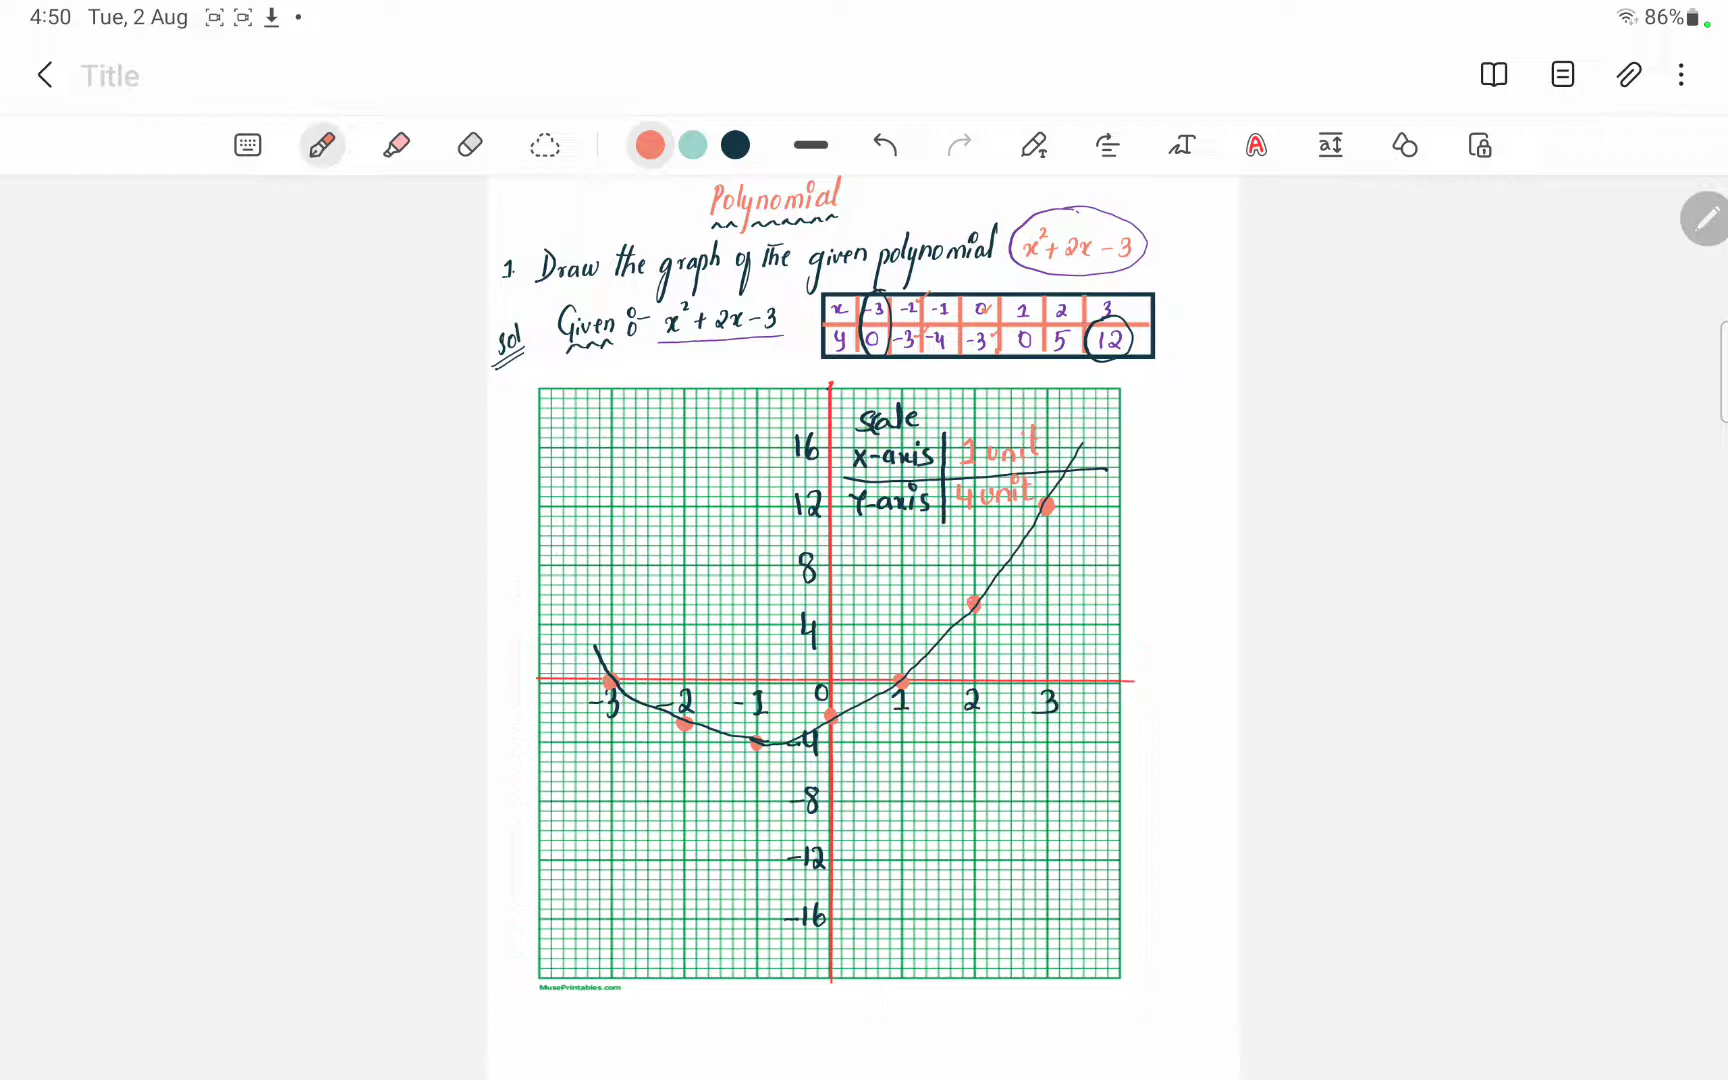 4:50 Tue, 2 Aug
86%
Title
Polynomial
1. Draw the graph of the given polynomial x²+2x-3
Sol Given :- x²+2x-3
x -3 -2 -1 0 1 2 3
y 0 -3 -4 -3 0 5 12
Scale
16 X-axis 1 unit
12 Y-axis 4 unit
8
4
-3 -2 -1 0 1 2 3
-4
-8
-12
-16
MusePrintables.com